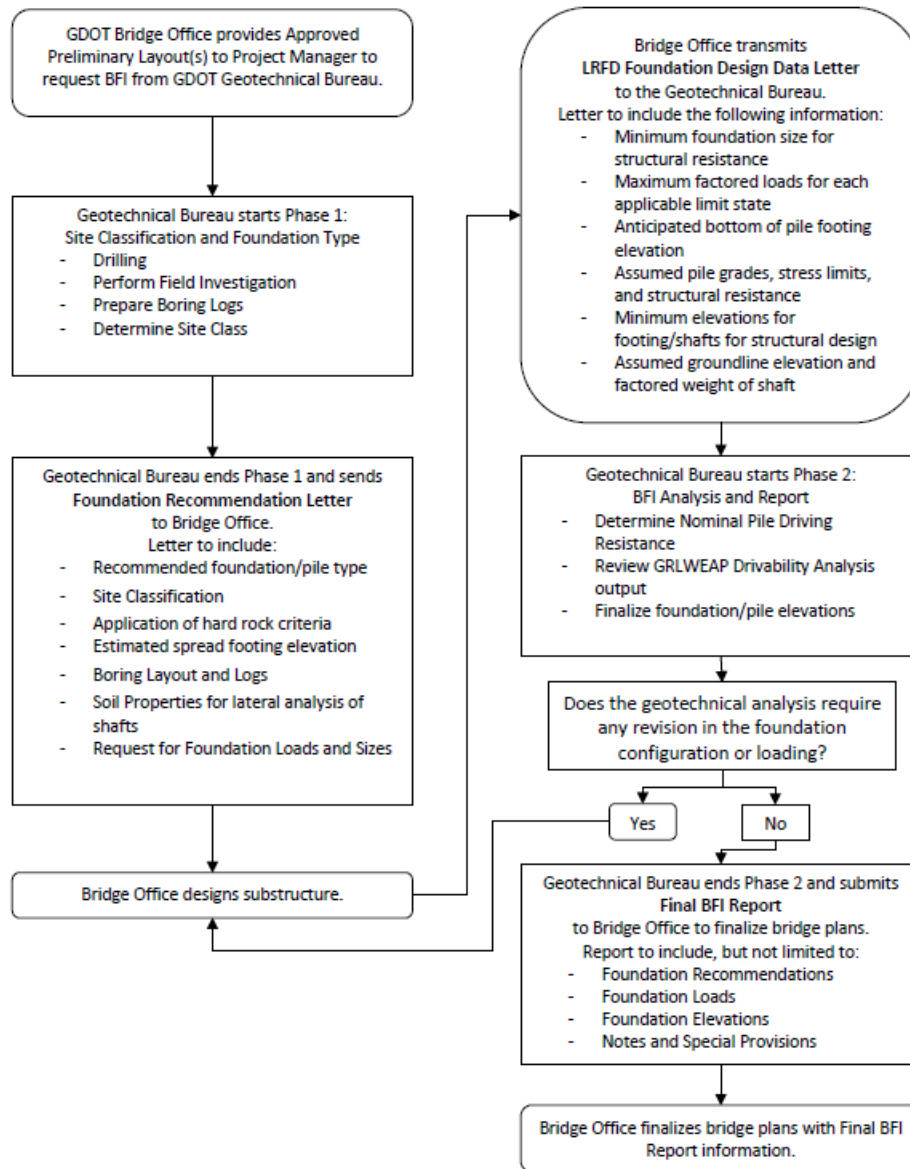 GDOT Bridge Office provides Approved
Preliminary Layout(s) to Project Manager to
request BFI from GDOT Geotechnical Bureau.
Geotechnical Bureau starts Phase 1:
Site Classification and Foundation Type
- Drilling
- Perform Field Investigation
- Prepare Boring Logs
- Determine Site Class
Geotechnical Bureau ends Phase 1 and sends
Foundation Recommendation Letter
to Bridge Office.
Letter to include:
- Recommended foundation/pile type
- Site Classification
- Application of hard rock criteria
- Estimated spread footing elevation
- Boring Layout and Logs
- Soil Properties for lateral analysis of
shafts
- Request for Foundation Loads and Sizes
Bridge Office designs substructure.
Bridge Office transmits
LRFD Foundation Design Data Letter
to the Geotechnical Bureau.
Letter to include the following information:
- Minimum foundation size for
structural resistance
- Maximum factored loads for each
applicable limit state
- Anticipated bottom of pile footing
elevation
- Assumed pile grades, stress limits,
and structural resistance
- Minimum elevations for
footing/shafts for structural design
- Assumed groundline elevation and
factored weight of shaft
Geotechnical Bureau starts Phase 2:
BFI Analysis and Report
- Determine Nominal Pile Driving
Resistance
- Review GRLWEAP Drivability Analysis
output
- Finalize foundation/pile elevations
Does the geotechnical analysis require
any revision in the foundation
configuration or loading?
Yes
No
Geotechnical Bureau ends Phase 2 and submits
Final BFI Report
to Bridge Office to finalize bridge plans.
Report to include, but not limited to:
- Foundation Recommendations
- Foundation Loads
- Foundation Elevations
- Notes and Special Provisions
Bridge Office finalizes bridge plans with Final BFI
Report information.